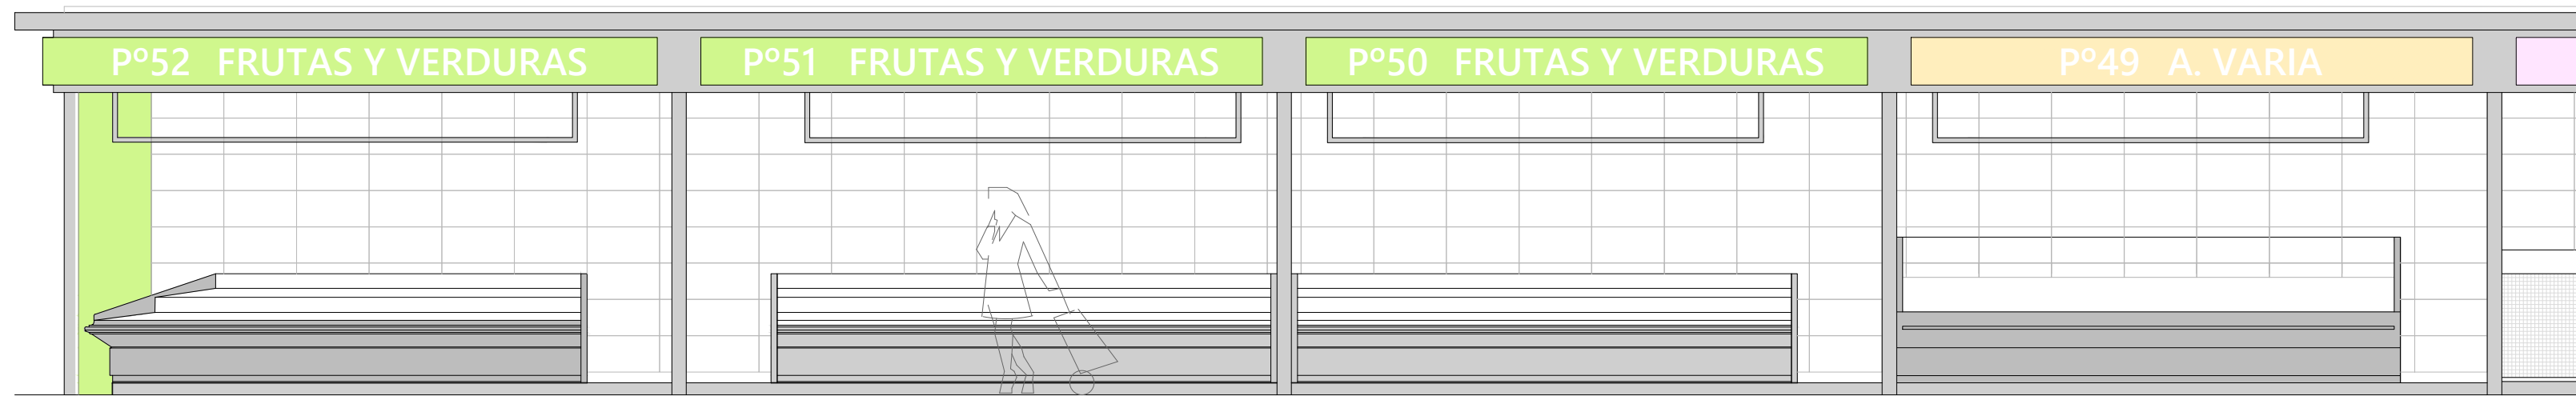 Pº52 FRUTAS Y VERDURAS
Pº51 FRUTAS Y VERDURAS
Pº50 FRUTAS Y VERDURAS
Pº49 A. VARIA